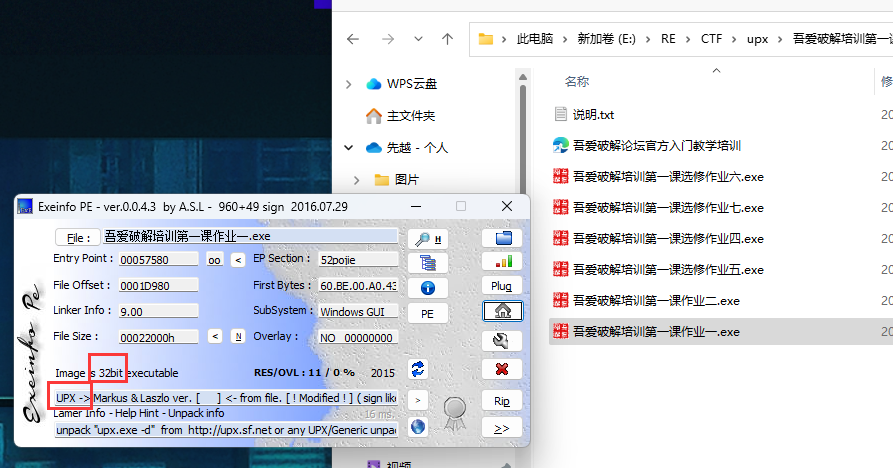 此电脑 > 新加卷 (E:) > RE > CTF > upx > 吾爱破解培训第一课
WPS云盘
主文件夹
先越 - 个人
图片
名称
修
说明.txt
20
吾爱破解论坛官方入门教学培训
20
吾爱破解培训第一课选修作业六.exe
20
吾爱破解培训第一课选修作业七.exe
20
吾爱破解培训第一课选修作业四.exe
20
吾爱破解培训第一课选修作业五.exe
20
吾爱破解培训第一课作业二.exe
20
吾爱破解培训第一课作业一.exe
20
Exeinfo PE - ver.0.0.4.3 by A.S.L - 960+49 sign 2016.07.29
File : 吾爱破解培训第一课作业一.exe H
Entry Point : 00057580 oo < EP Section : 52pojie
File Offset : 0001D980 First Bytes : 60.BE.00.A0.43 Plug
Linker Info : 9.00 SubSystem : Windows GUI PE
File Size : 00022000h < N Overlay : NO 00000000
Image is 32bit executable RES/OVL : 11 / 0 % 2015
UPX -> Markus & Laszlo ver. [ ] <- from file. [ ! Modified ! ] ( sign like > Rip
Lamer Info - Help Hint - Unpack info 16 ms.
unpack "upx.exe -d" from http://upx.sf.net or any UPX/Generic unpac >>
Exeinfo Pe
视频